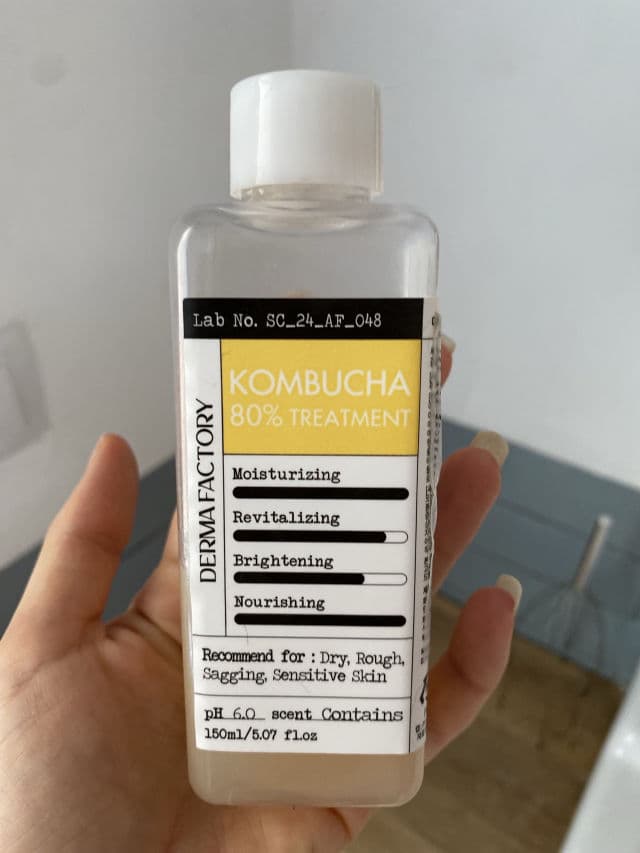 Lab No. SC_24_AF_048
DERMA FACTORY
KOMBUCHA
80% TREATMENT
Moisturizing
Revitalizing
Brightening
Nourishing
Recommend for : Dry, Rough,
Sagging, Sensitive Skin
pH 6.0 scent Contains
150ml/5.07 fl.oz